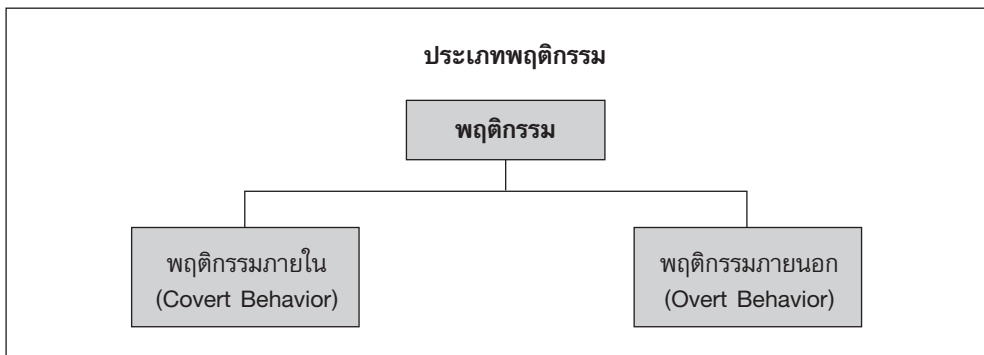 ประเภทพฤติกรรม
พฤติกรรม
พฤติกรรมภายใน
(Covert Behavior)
พฤติกรรมภายนอก
(Overt Behavior)